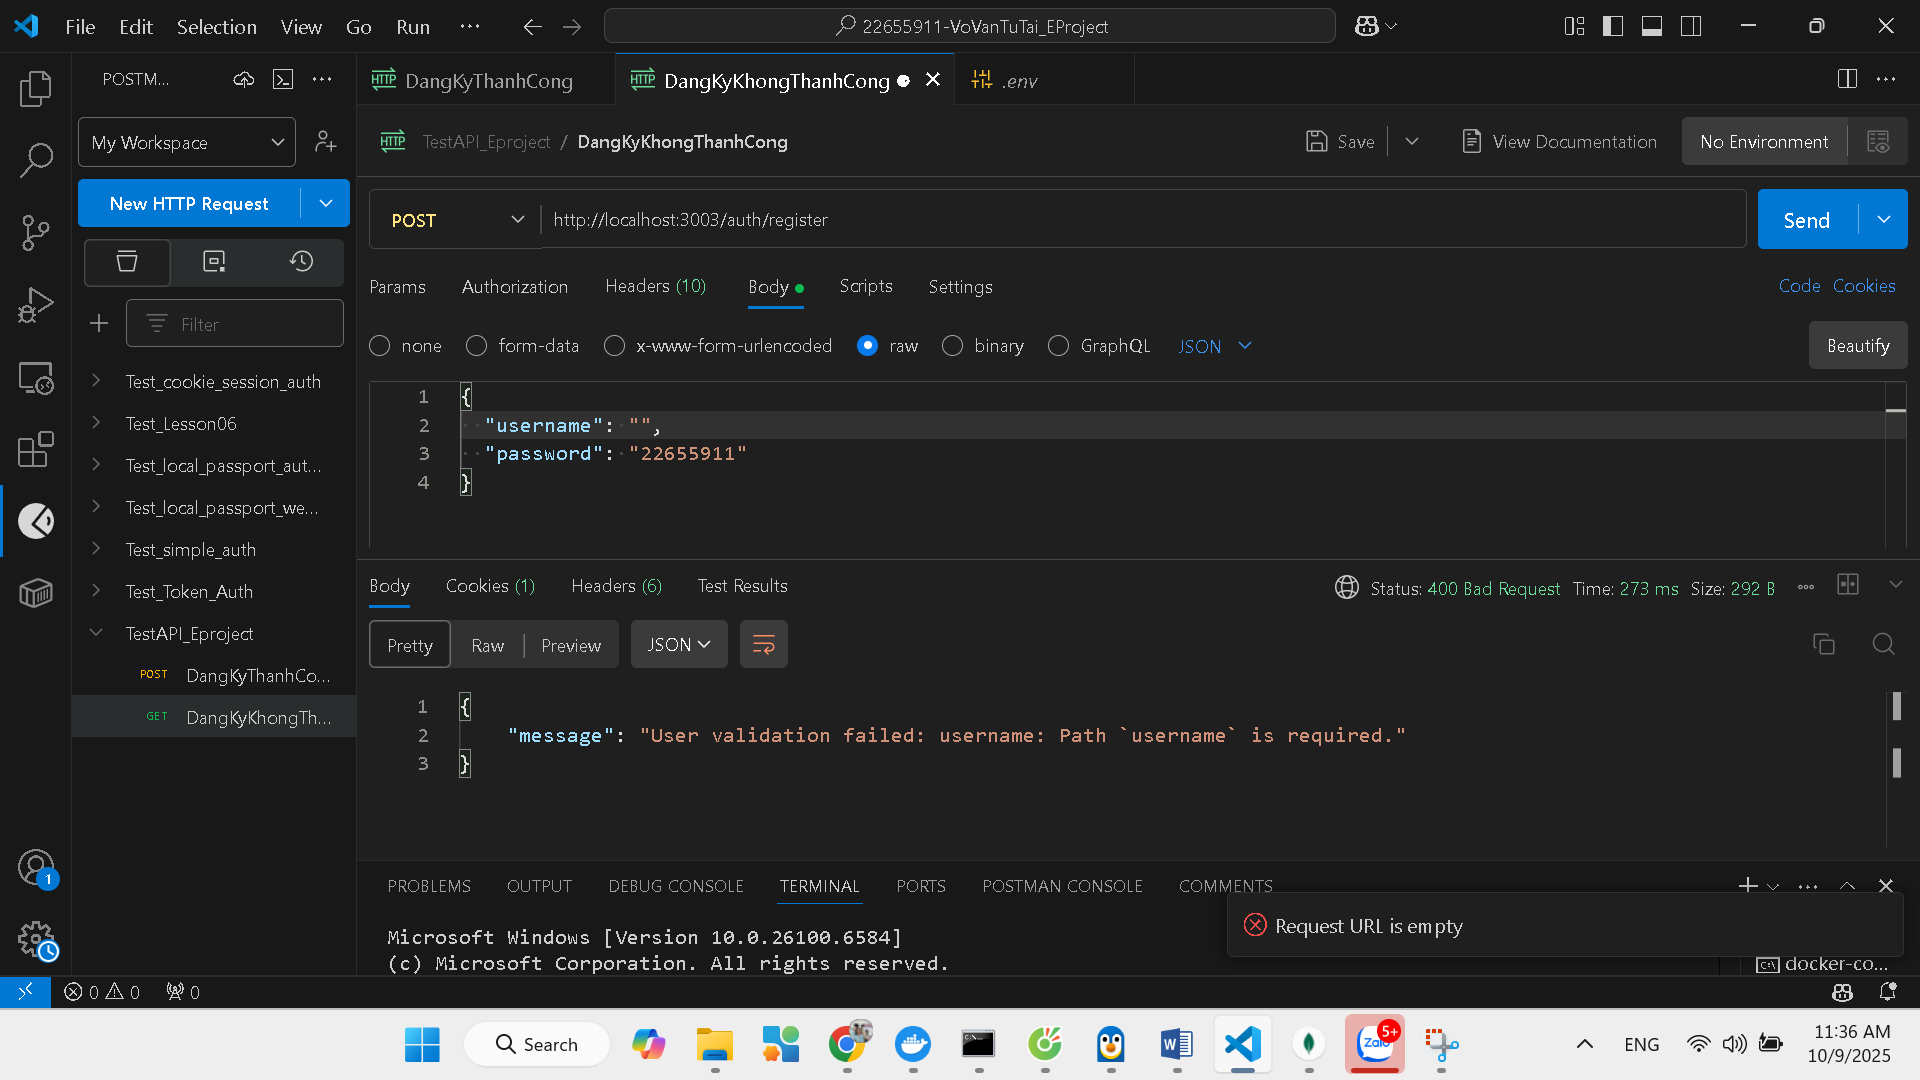 File Edit Selection View Go Run ···
22655911-VoVanTuTai_EProject
POSTM...
DangKyThanhCong
DangKyKhongThanhCong
.env
My Workspace
TestAPI_Eproject / DangKyKhongThanhCong
Save
View Documentation
No Environment
New HTTP Request
POST
http://localhost:3003/auth/register
Send
Params Authorization Headers (10) Body Scripts Settings
Code Cookies
Filter
none form-data x-www-form-urlencoded raw binary GraphQL JSON
Beautify
Test_cookie_session_auth
Test_Lesson06
Test_local_passport_aut...
Test_local_passport_we...
Test_simple_auth
Test_Token_Auth
TestAPI_Eproject
POST DangKyThanhCo...
GET DangKyKhongTh...
1 {
2 "username": "",
3 "password": "22655911"
4 }
Body Cookies (1) Headers (6) Test Results
Status: 400 Bad Request Time: 273 ms Size: 292 B
Pretty Raw Preview JSON
1 {
2 "message": "User validation failed: username: Path `username` is required."
3 }
PROBLEMS OUTPUT DEBUG CONSOLE TERMINAL PORTS POSTMAN CONSOLE COMMENTS
Microsoft Windows [Version 10.0.26100.6584]
(c) Microsoft Corporation. All rights reserved.
Request URL is empty
docker-co...
1
0 0 0
Search
Zalo
5+
ENG
11:36 AM
10/9/2025